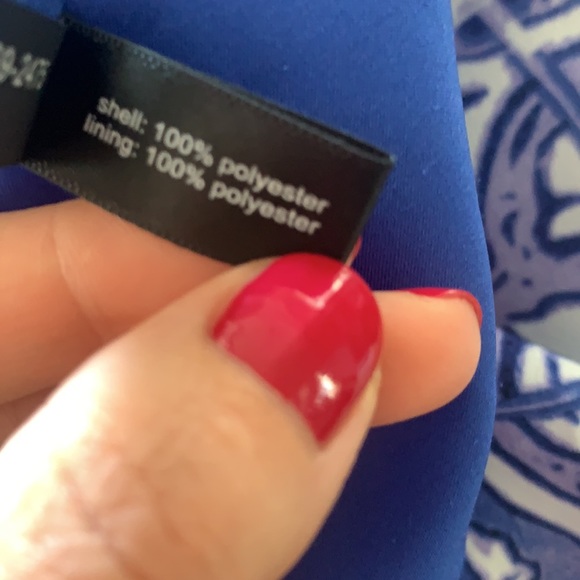 shell: 100% polyester
lining: 100% polyester